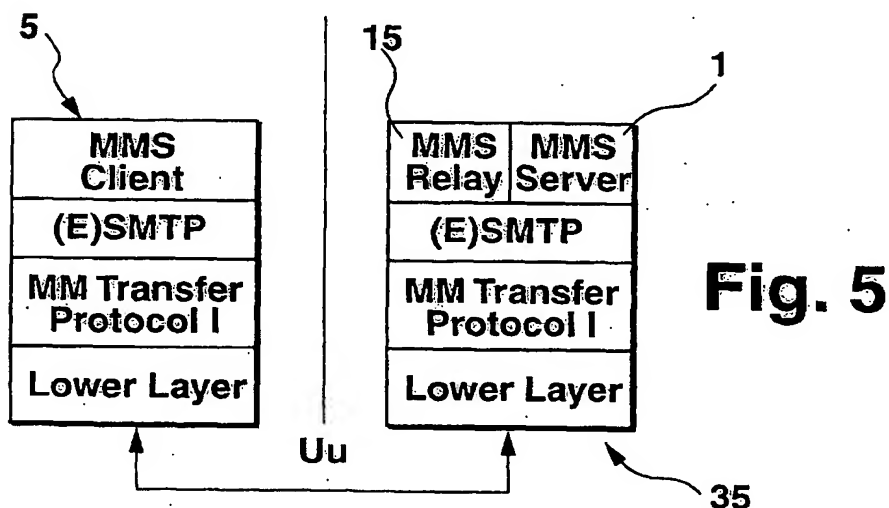 5
15
1
MMS
Client
(E)SMTP
MM Transfer
Protocol I
Lower Layer
MMS
Relay
MMS
Server
(E)SMTP
MM Transfer
Protocol I
Lower Layer
Uu
35
Fig. 5